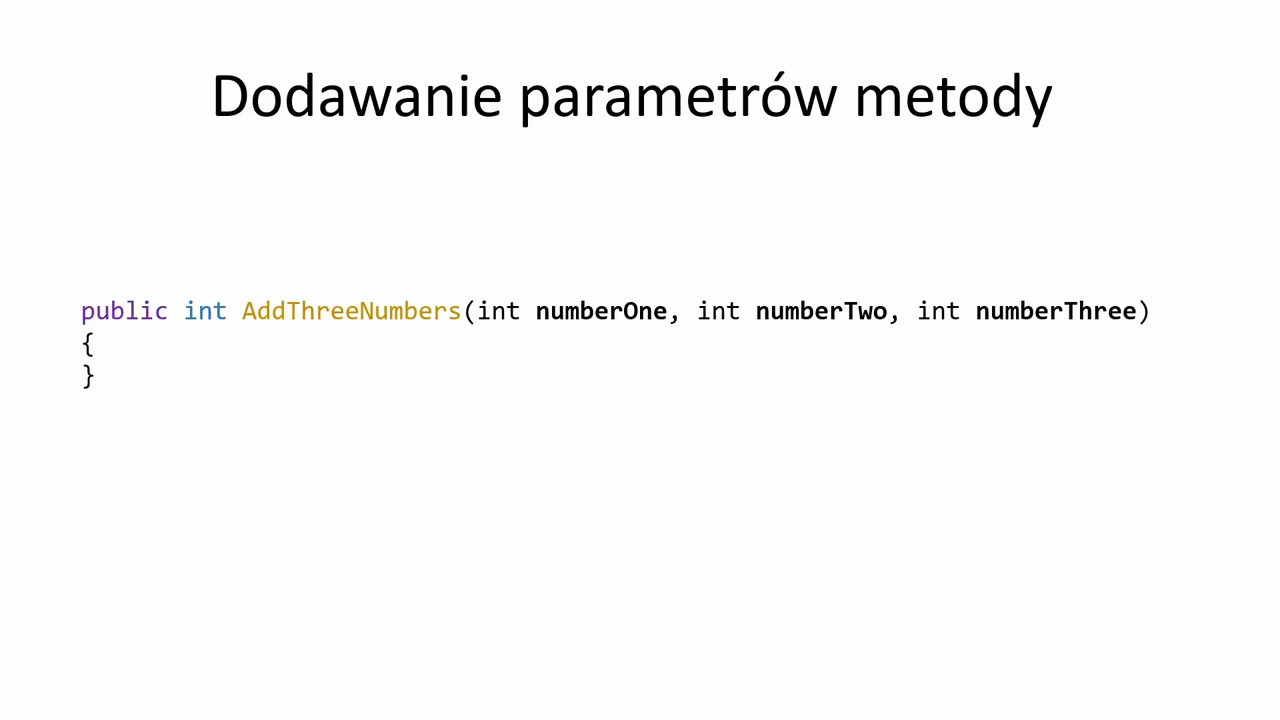 Dodawanie parametrów metody
public int AddThreeNumbers(int numberOne, int numberTwo, int numberThree)
{
}